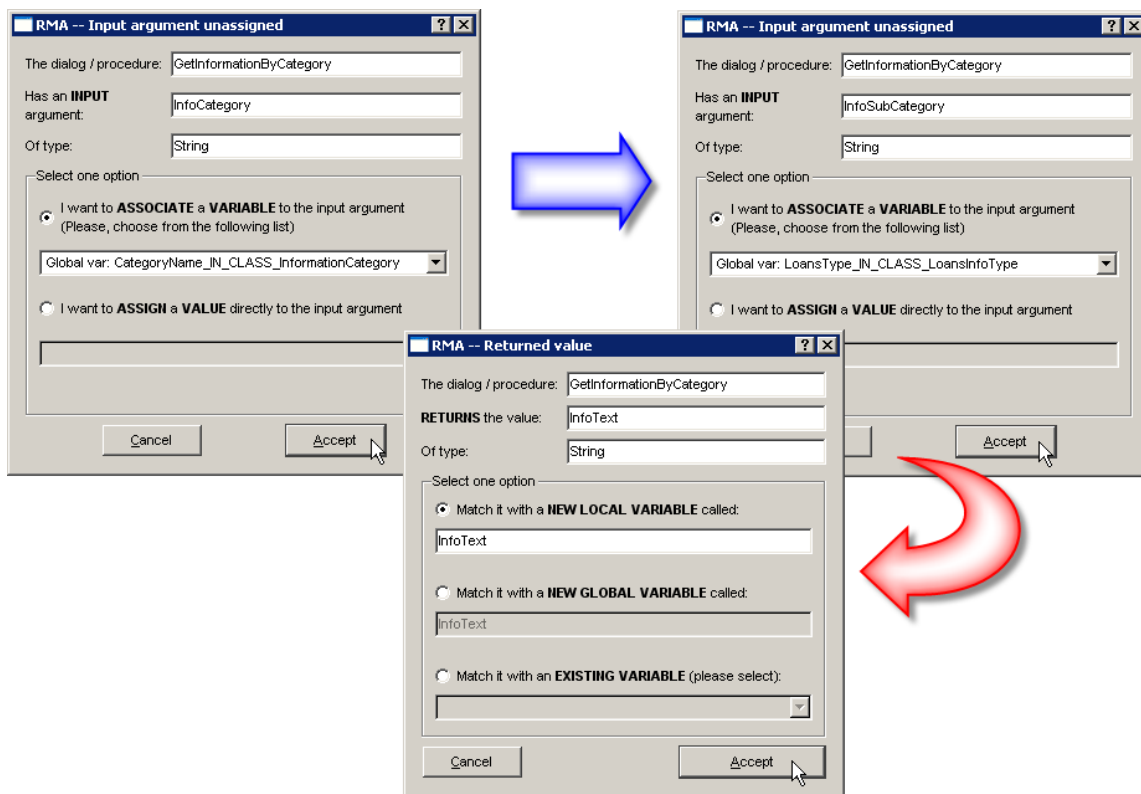 RMA -- Input argument unassigned
The dialog / procedure: GetInformationByCategory
Has an INPUT
argument: InfoCategory
Of type: String
Select one option
I want to ASSOCIATE a VARIABLE to the input argument
(Please, choose from the following list)
Global var: CategoryName_IN_CLASS_InformationCategory
I want to ASSIGN a VALUE directly to the input argument
Cancel Accept
RMA -- Input argument unassigned
The dialog / procedure: GetInformationByCategory
Has an INPUT
argument: InfoSubCategory
Of type: String
Select one option
I want to ASSOCIATE a VARIABLE to the input argument
(Please, choose from the following list)
Global var: LoansType_IN_CLASS_LoansInfoType
I want to ASSIGN a VALUE directly to the input argument
Accept
RMA -- Returned value
The dialog / procedure: GetInformationByCategory
RETURNS the value: InfoText
Of type: String
Select one option
Match it with a NEW LOCAL VARIABLE called:
InfoText
Match it with a NEW GLOBAL VARIABLE called:
InfoText
Match it with an EXISTING VARIABLE (please select):
Cancel Accept